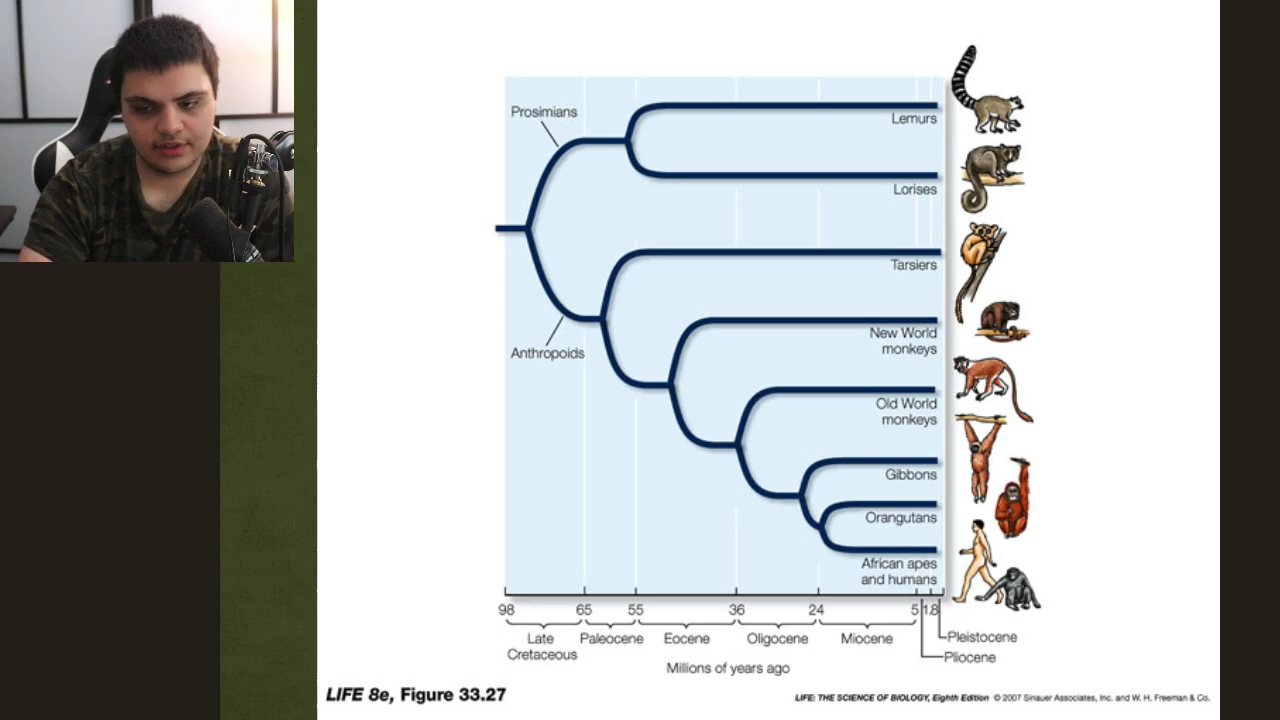 Prosimians
Lemurs
Lorises
Tarsiers
Anthropoids
New World
monkeys
Old World
monkeys
Gibbons
Orangutans
African apes
and humans
98 65 55 36 24 5 1.8
Late
Cretaceous
Paleocene
Eocene
Oligocene
Miocene
Pleistocene
Pliocene
Millions of years ago
LIFE 8e, Figure 33.27
LIFE: THE SCIENCE OF BIOLOGY, Eighth Edition © 2007 Sinauer Associates, Inc. and W. H. Freeman & Co.